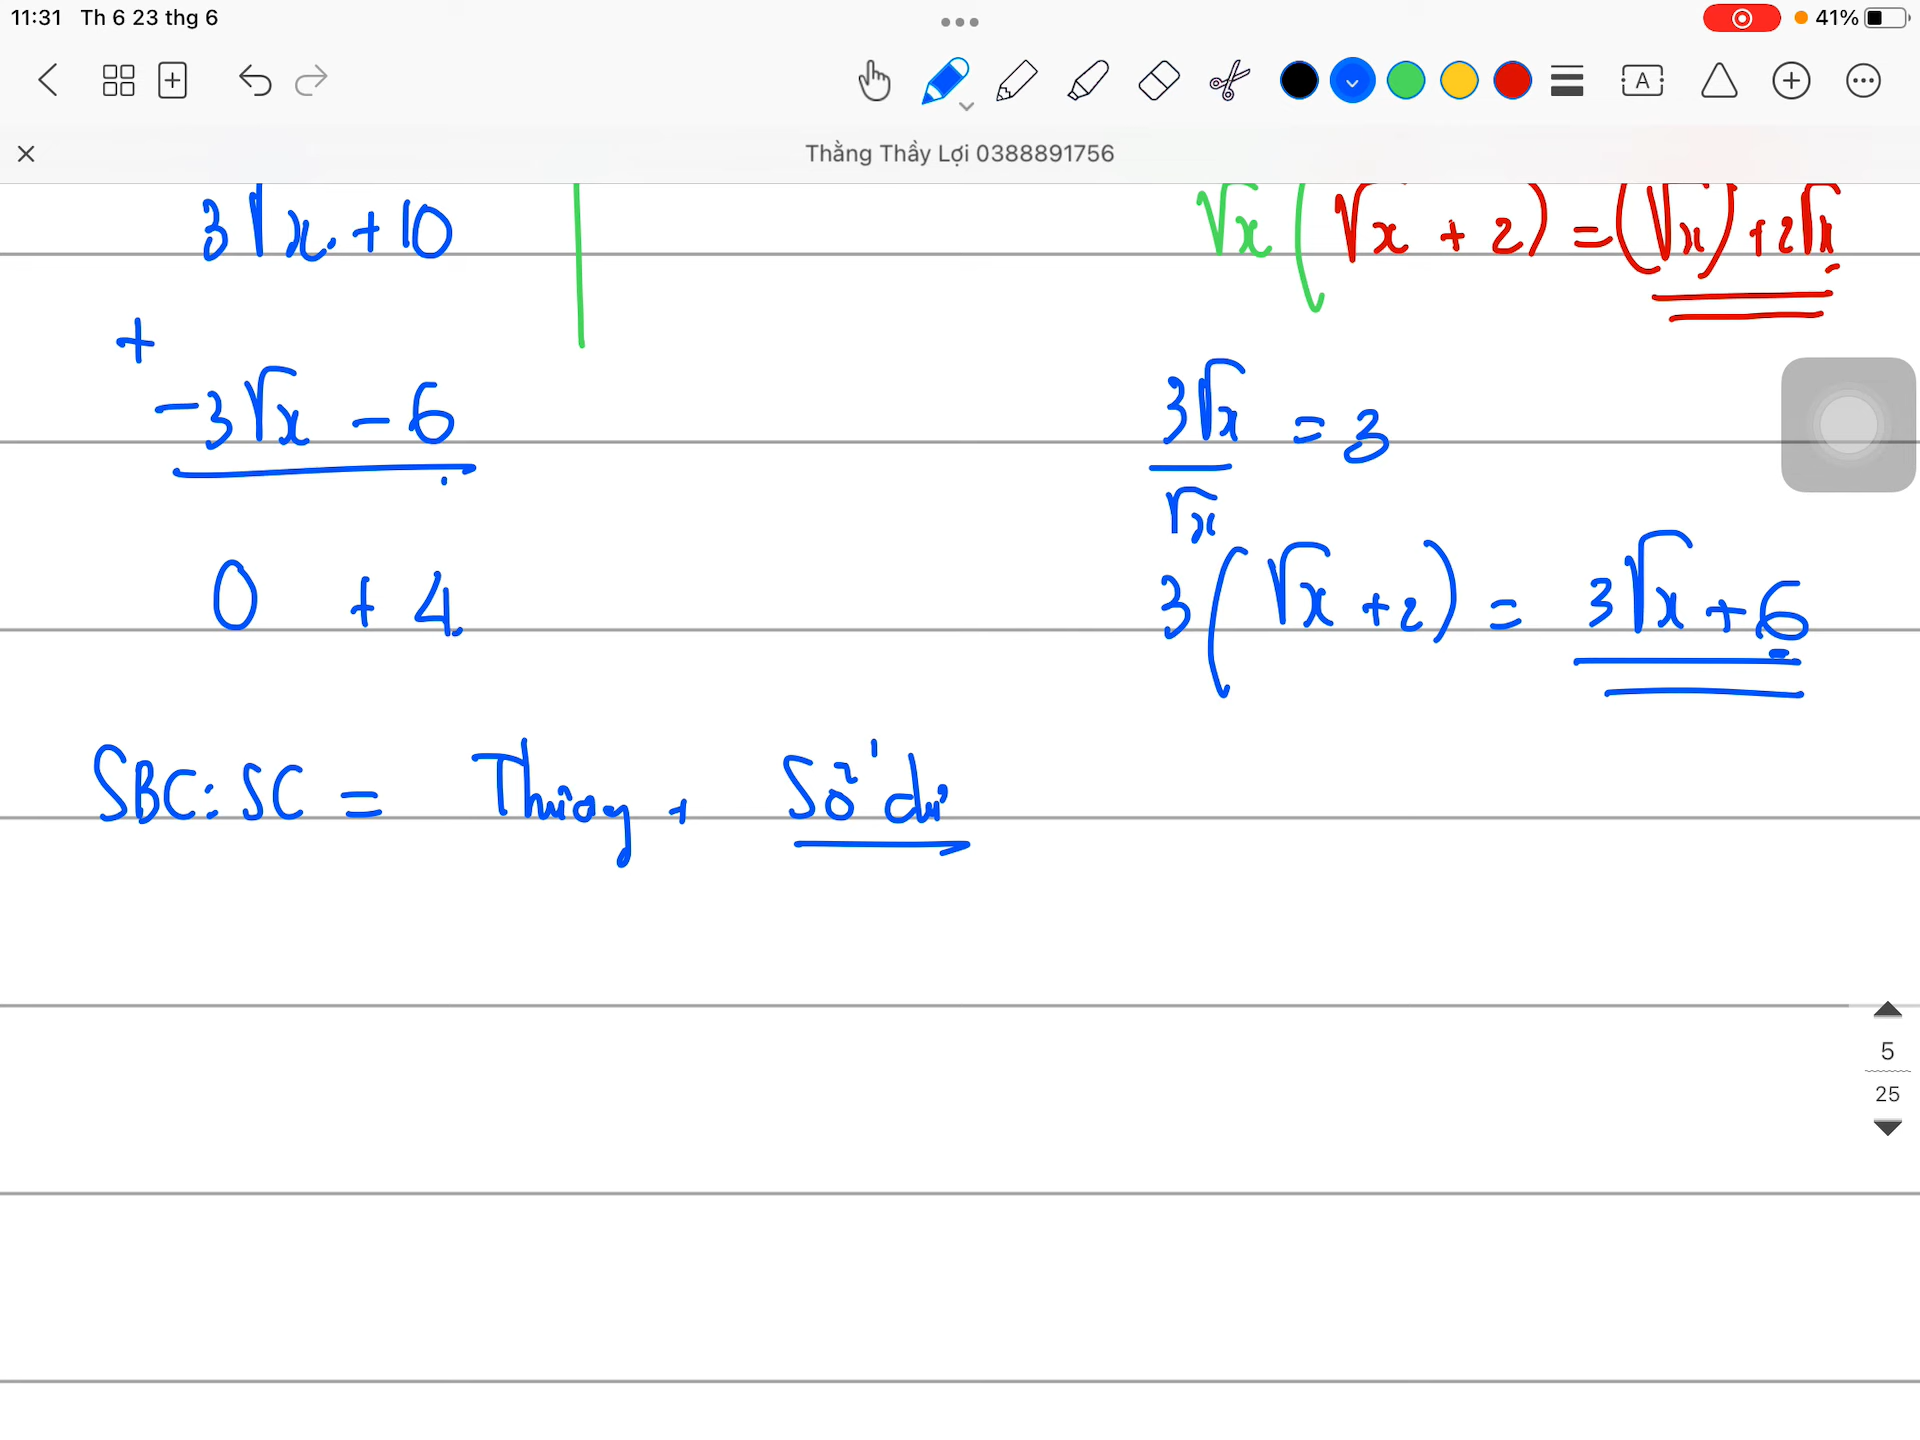 11:31 Th 6 23 thg 6
41%
A
Thằng Thầy Lợi 0388891756
3√x + 10
√x (√x + 2) = (√x) + 2√x
+
-3√x - 6
3√x/√x = 3
0 + 4
3(√x + 2) = 3√x + 6
SBC : SC = Thương + Số dư
5
25